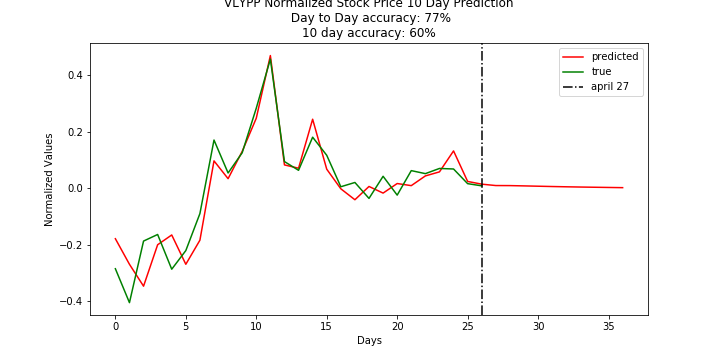 VLYPP Normalized Stock Price 10 Day Prediction
Day to Day accuracy: 77%
10 day accuracy: 60%
predicted
true
april 27
Normalized Values
0.4
0.2
0.0
−0.2
−0.4
0 5 10 15 20 25 30 35
Days